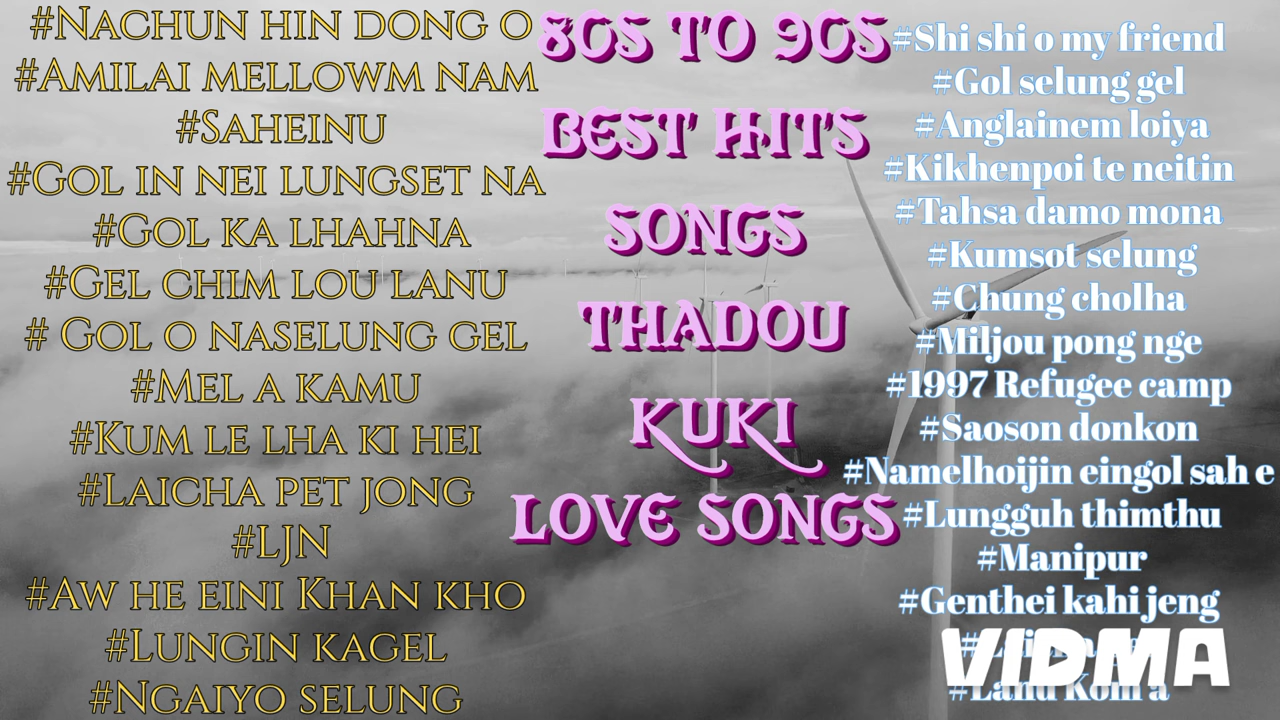 #Nachun hin dong o
#Amilai mellowm nam
#Saheinu
#Gol in nei lungset na
#Gol ka lhahna
#Gel chim lou lanu
# Gol o naselung gel
#Mel a kamu
#Kum le lha ki hei
#Laicha pet jong
#LJN
#Aw he eini Khan kho
#Lungin kagel
#Ngaiyo selung
80s TO 90s
BEST HITS
SONGS
THADOU
KUKI
LOVE SONGS
#Shi shi o my friend
#Gol selung gel
#Anglainem loiya
#Kikhenpoi te neitin
#Tahsa damo mona
#Kumsot selung
#Chung cholha
#Miljou pong nge
#1997 Refugee camp
#Saoson donkon
#Namelhoijin eingol sah e
#Lungguh thimthu
#Manipur
#Genthei kahi jeng
#Lanu Kom a
VIDMA